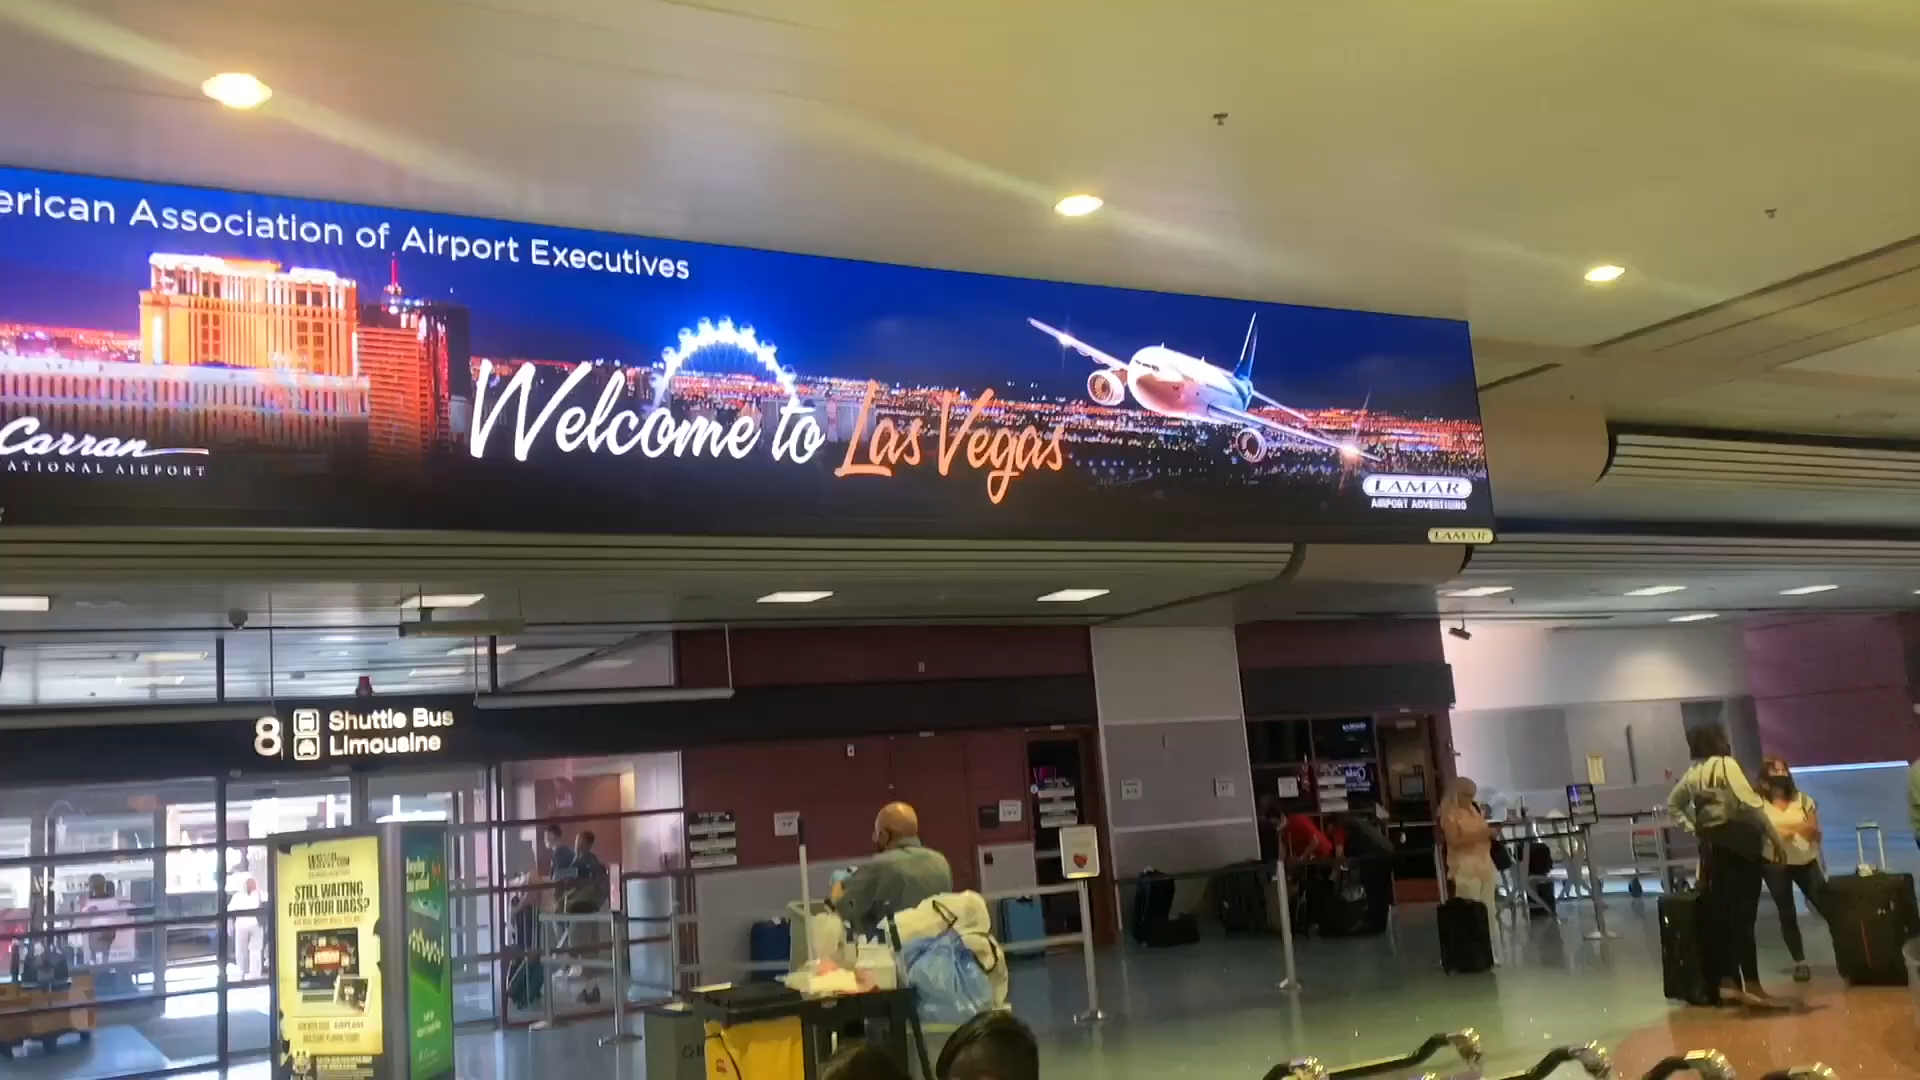 erican Association of Airport Executives
Carran
ATIONAL AIRPORT
Welcome to Las Vegas
LAMAR
AIRPORT ADVERTISING
LAMAR
8 Shuttle Bus
Limousine
STILL WAITING
FOR YOUR BAGS?